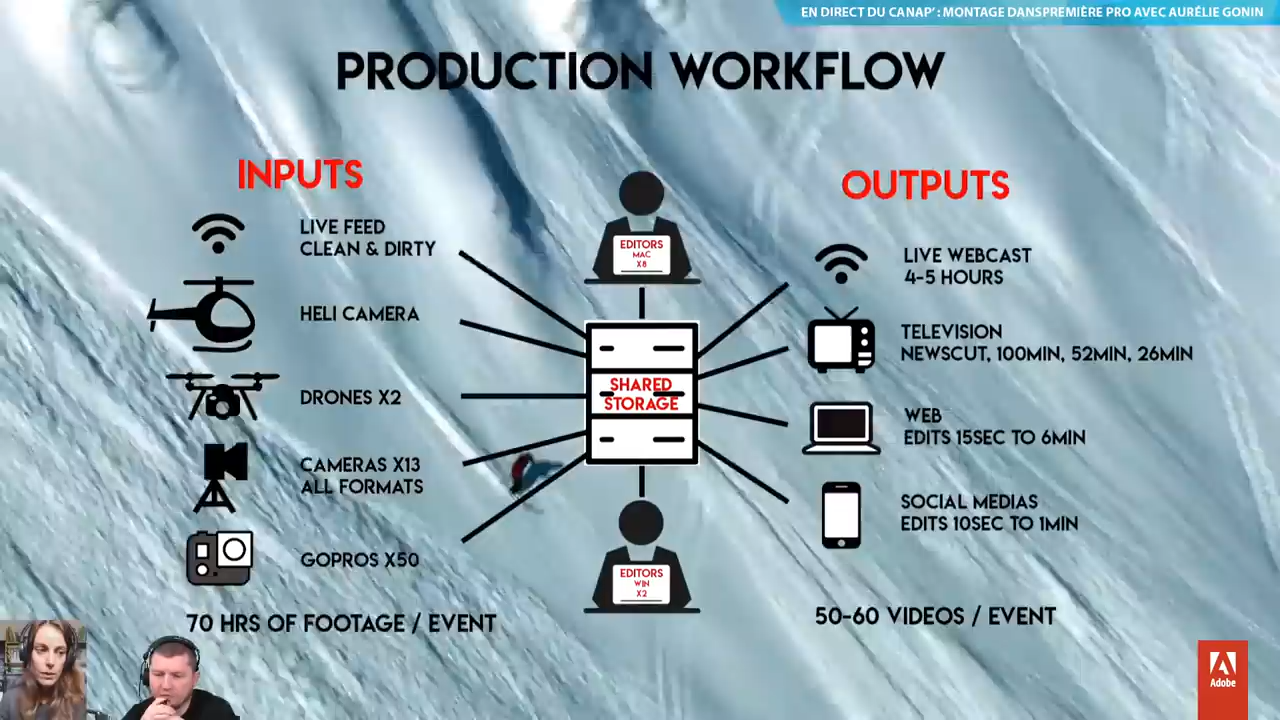 EN DIRECT DU CANAP' : MONTAGE DANSPREMIÈRE PRO AVEC AURÉLIE GONIN
PRODUCTION WORKFLOW
INPUTS
LIVE FEED
CLEAN & DIRTY
HELI CAMERA
DRONES X2
CAMERAS X13
ALL FORMATS
GOPROS X50
70 HRS OF FOOTAGE / EVENT
EDITORS
MAC
X8
SHARED
STORAGE
EDITORS
WIN
X2
OUTPUTS
LIVE WEBCAST
4-5 HOURS
TELEVISION
NEWSCUT, 100MIN, 52MIN, 26MIN
WEB
EDITS 15SEC TO 6MIN
SOCIAL MEDIAS
EDITS 10SEC TO 1MIN
50-60 VIDEOS / EVENT
Adobe